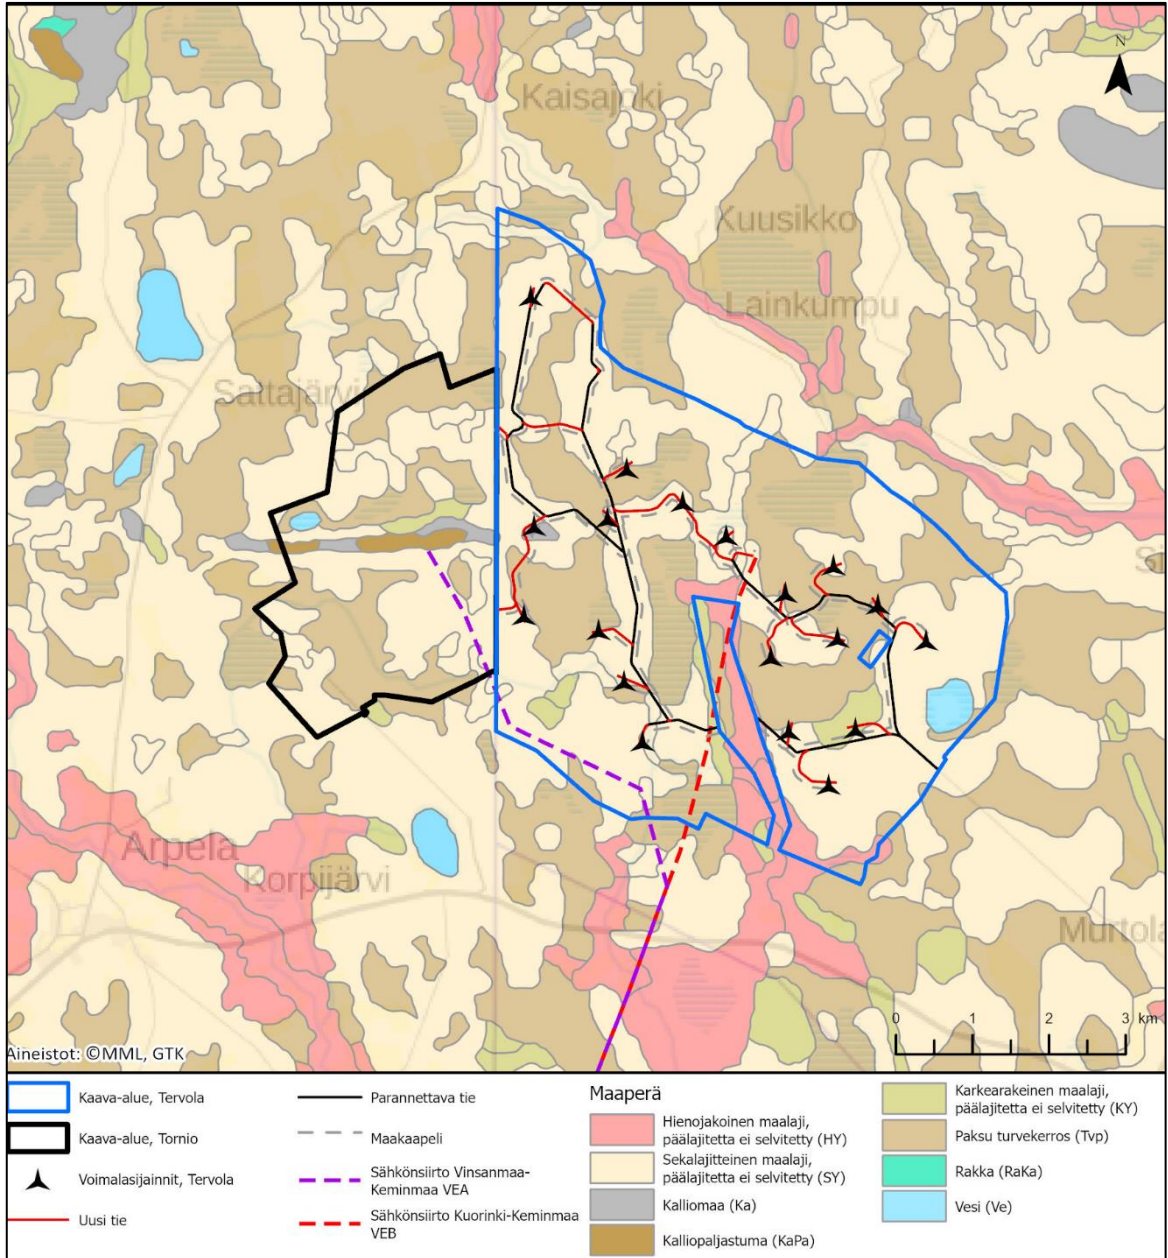 N
Kaisajoki
Kuusikko
Lainkumpu
Sattajärvi
Si
Arpela
Korpijärvi
Murtola
0 1 2 3 km
Aineistot: ©MML, GTK
Kaava-alue, Tervola
Kaava-alue, Tornio
Voimalasijainnit, Tervola
Uusi tie
Parannettava tie
Maakaapeli
Sähkönsiirto Vinsanmaa-
Keminmaa VEA
Sähkönsiirto Kuorinki-Keminmaa
VEB
Maaperä
Hienojakoinen maalaji,
päälajitetta ei selvitetty (HY)
Sekalajitteinen maalaji,
päälajitetta ei selvitetty (SY)
Kalliomaa (Ka)
Kalliopaljastuma (KaPa)
Karkearakeinen maalaji,
päälajitetta ei selvitetty (KY)
Paksu turvekerros (Tvp)
Rakka (RaKa)
Vesi (Ve)